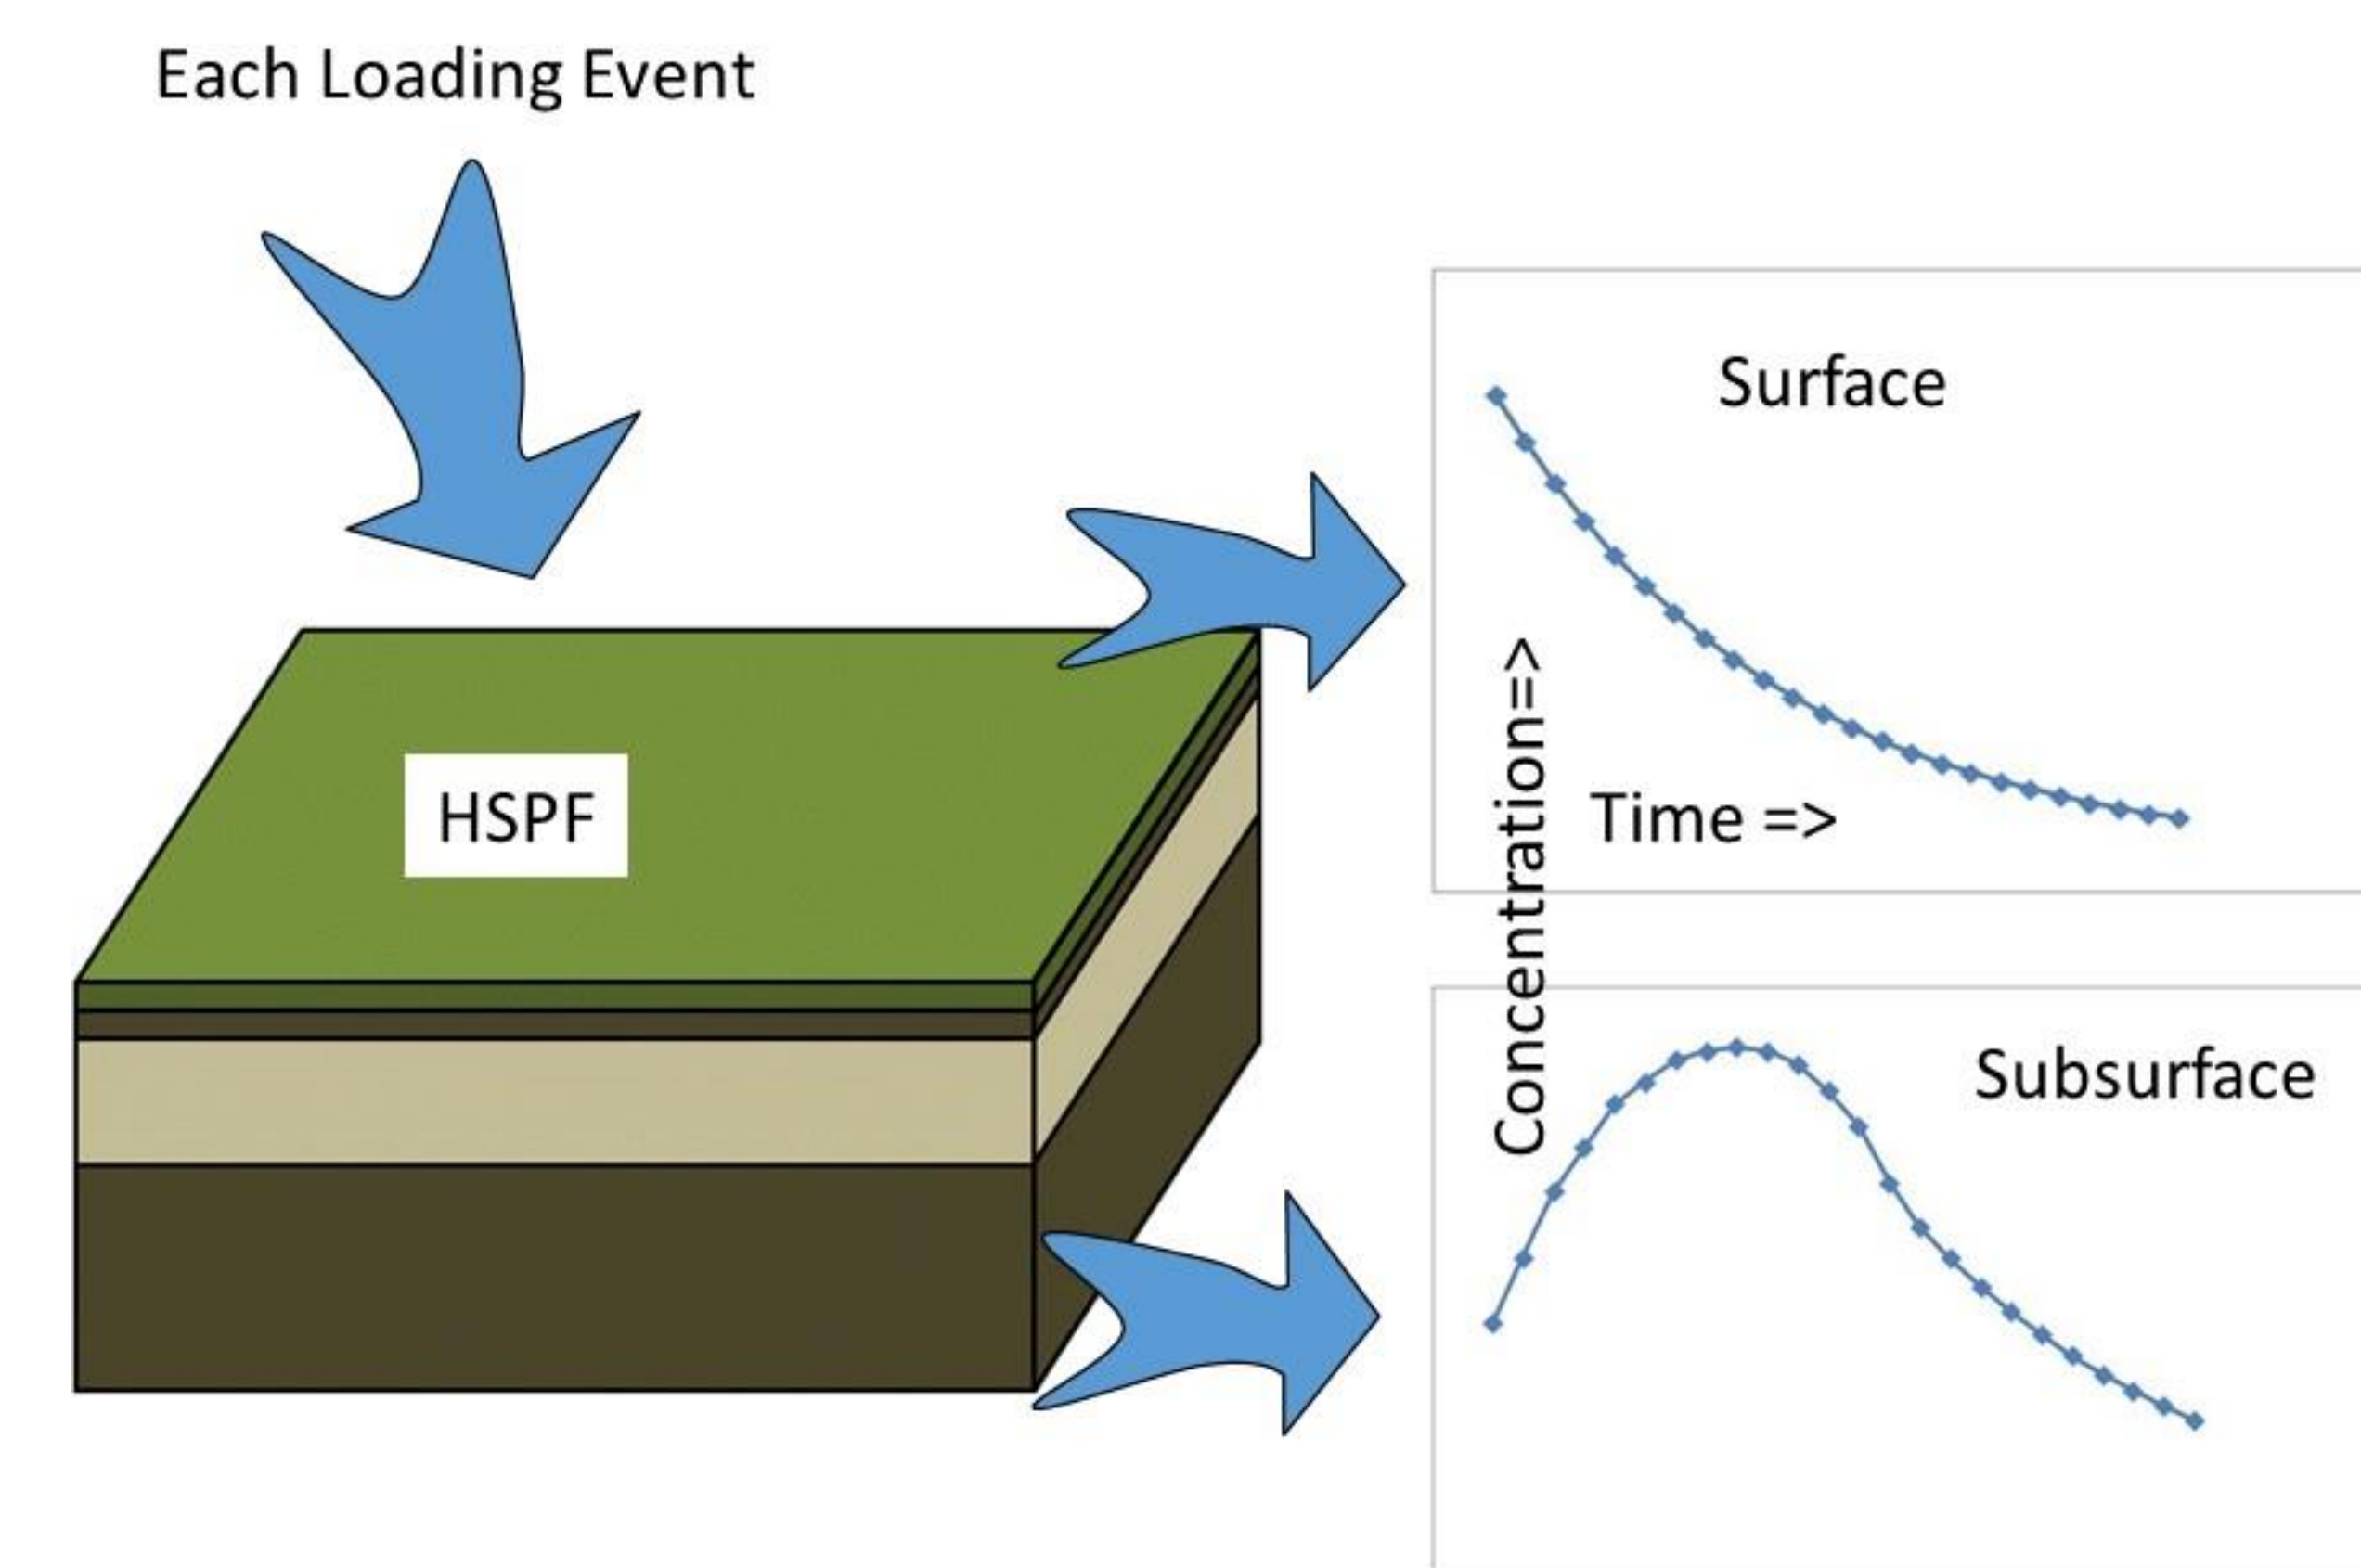 Each Loading Event
HSPF
Surface
Concentration=>
Time =>
Subsurface